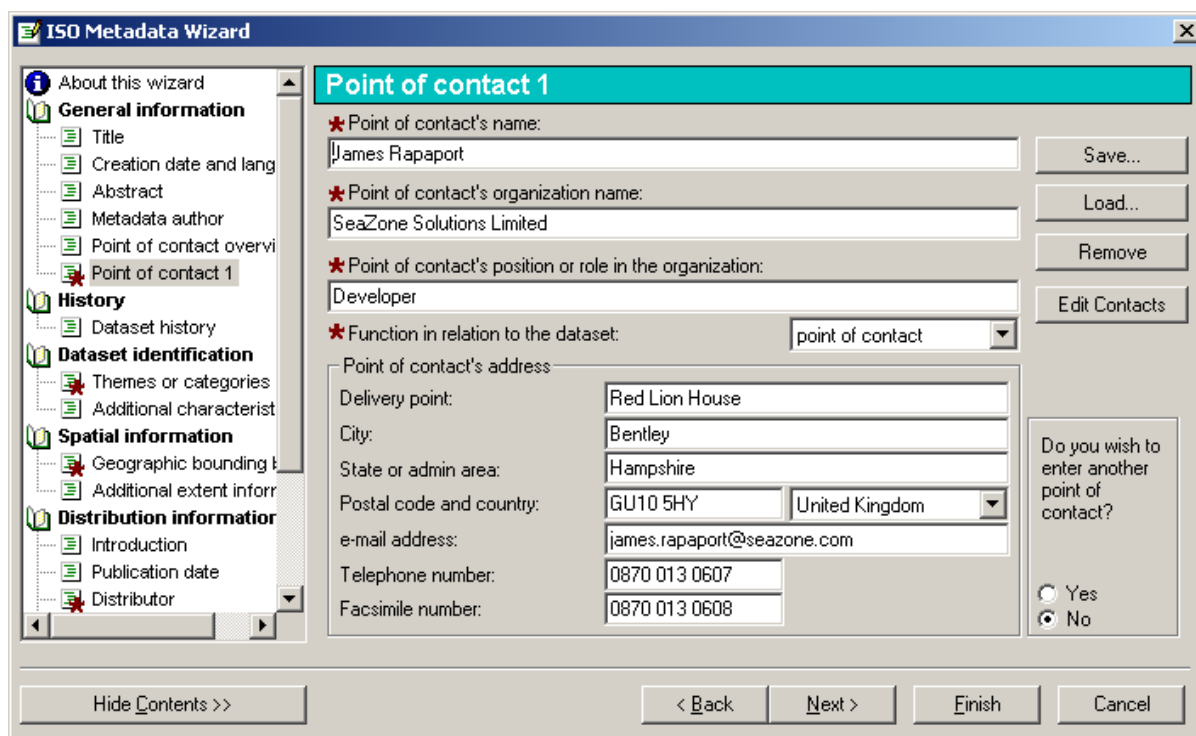 ISO Metadata Wizard
About this wizard
General information
Title
Creation date and lang
Abstract
Metadata author
Point of contact overvi
Point of contact 1
History
Dataset history
Dataset identification
Themes or categories
Additional characterist
Spatial information
Geographic bounding b
Additional extent inforr
Distribution information
Introduction
Publication date
Distributor
Point of contact 1
Point of contact's name:
James Rapaport
Point of contact's organization name:
SeaZone Solutions Limited
Point of contact's position or role in the organization:
Developer
Function in relation to the dataset:
point of contact
Point of contact's address
Delivery point:
Red Lion House
City:
Bentley
State or admin area:
Hampshire
Postal code and country:
GU10 5HY
United Kingdom
e-mail address:
james.rapaport@seazone.com
Telephone number:
0870 013 0607
Facsimile number:
0870 013 0608
Save...
Load...
Remove
Edit Contacts
Do you wish to
enter another
point of
contact?
Yes
No
Hide Contents >>
< Back
Next >
Finish
Cancel